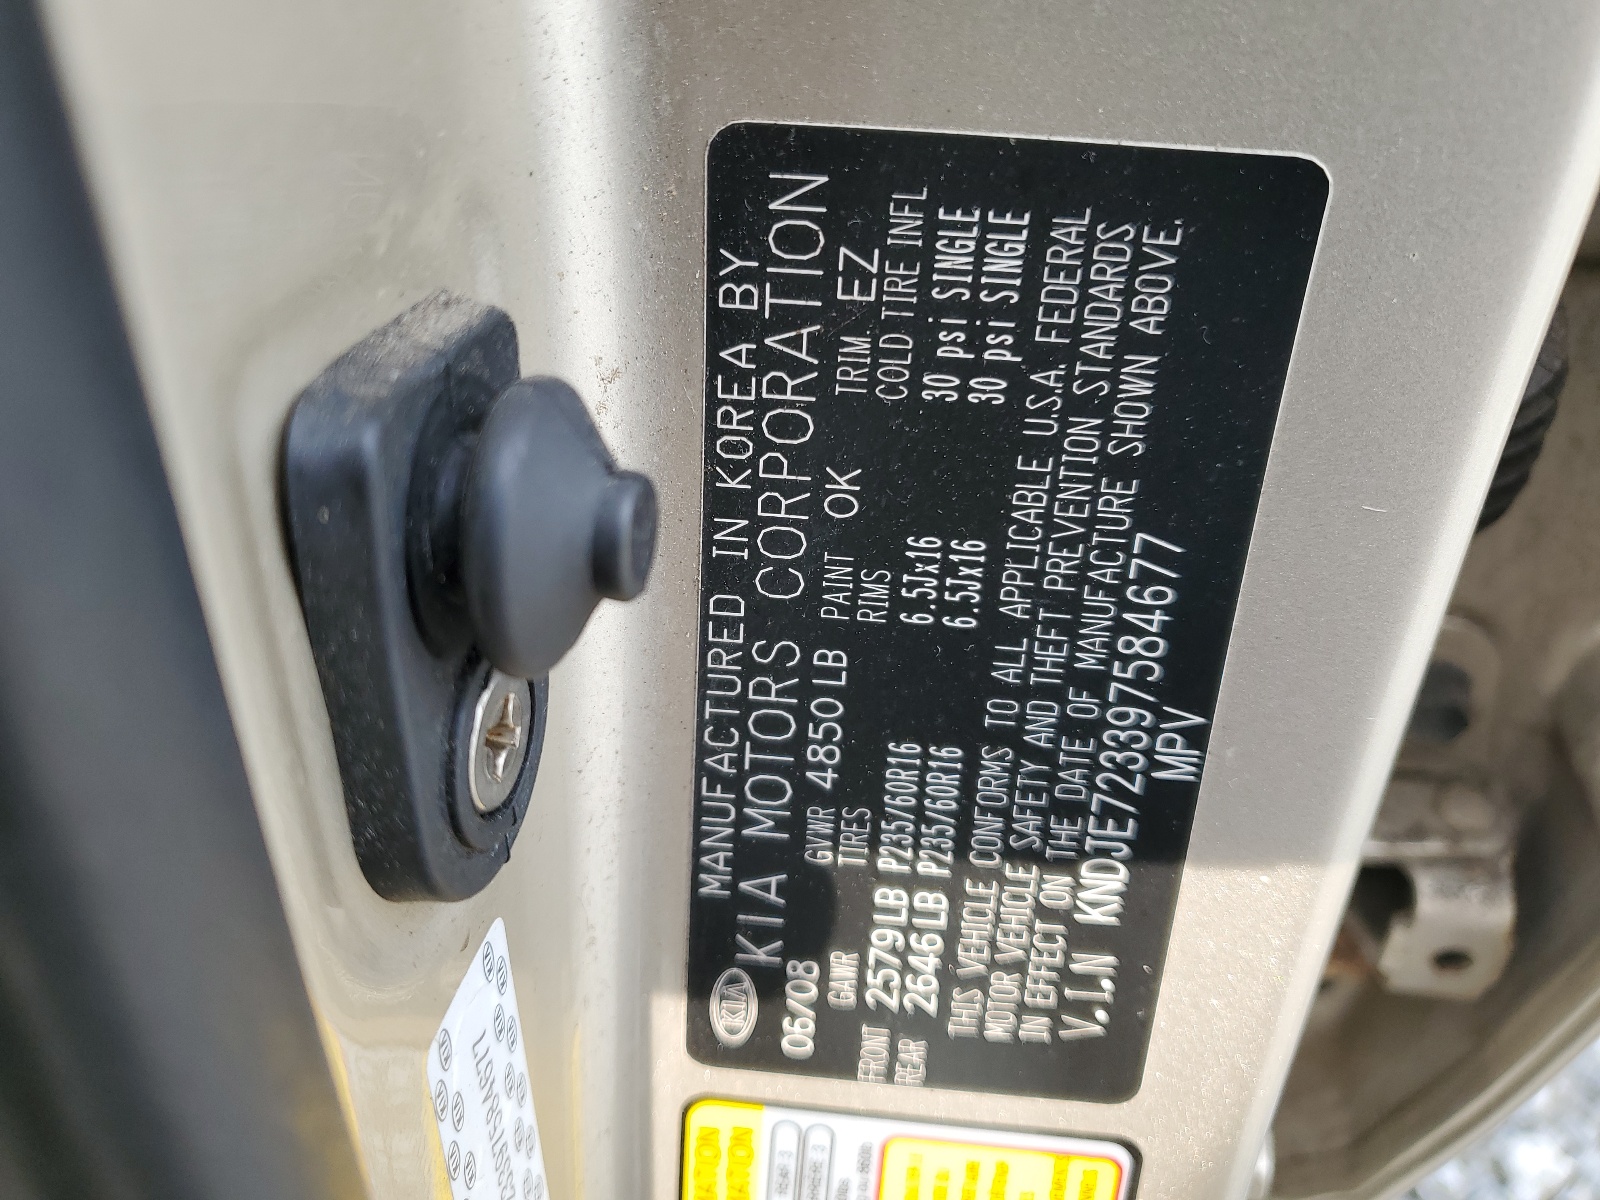 MANUFACTURED IN KOREA BY
KIA KIA MOTORS CORPORATION
06/08 GVWR 4850LB PAINT OK TRIM EZ
GAWR TIRES RIMS COLD TIRE INFL
FRONT 2579LB P235/60R16 6.5Jx16 30 psi SINGLE
REAR 2646LB P235/60R16 6.5Jx16 30 psi SINGLE
THIS VEHICLE CONFORMS TO ALL APPLICABLE U.S.A. FEDERAL
MOTOR VEHICLE SAFETY AND THEFT PREVENTION STANDARDS
IN EFFECT ON THE DATE OF MANUFACTURE SHOWN ABOVE.
V.I.N KNDJE723397584677
MPV
3397584677